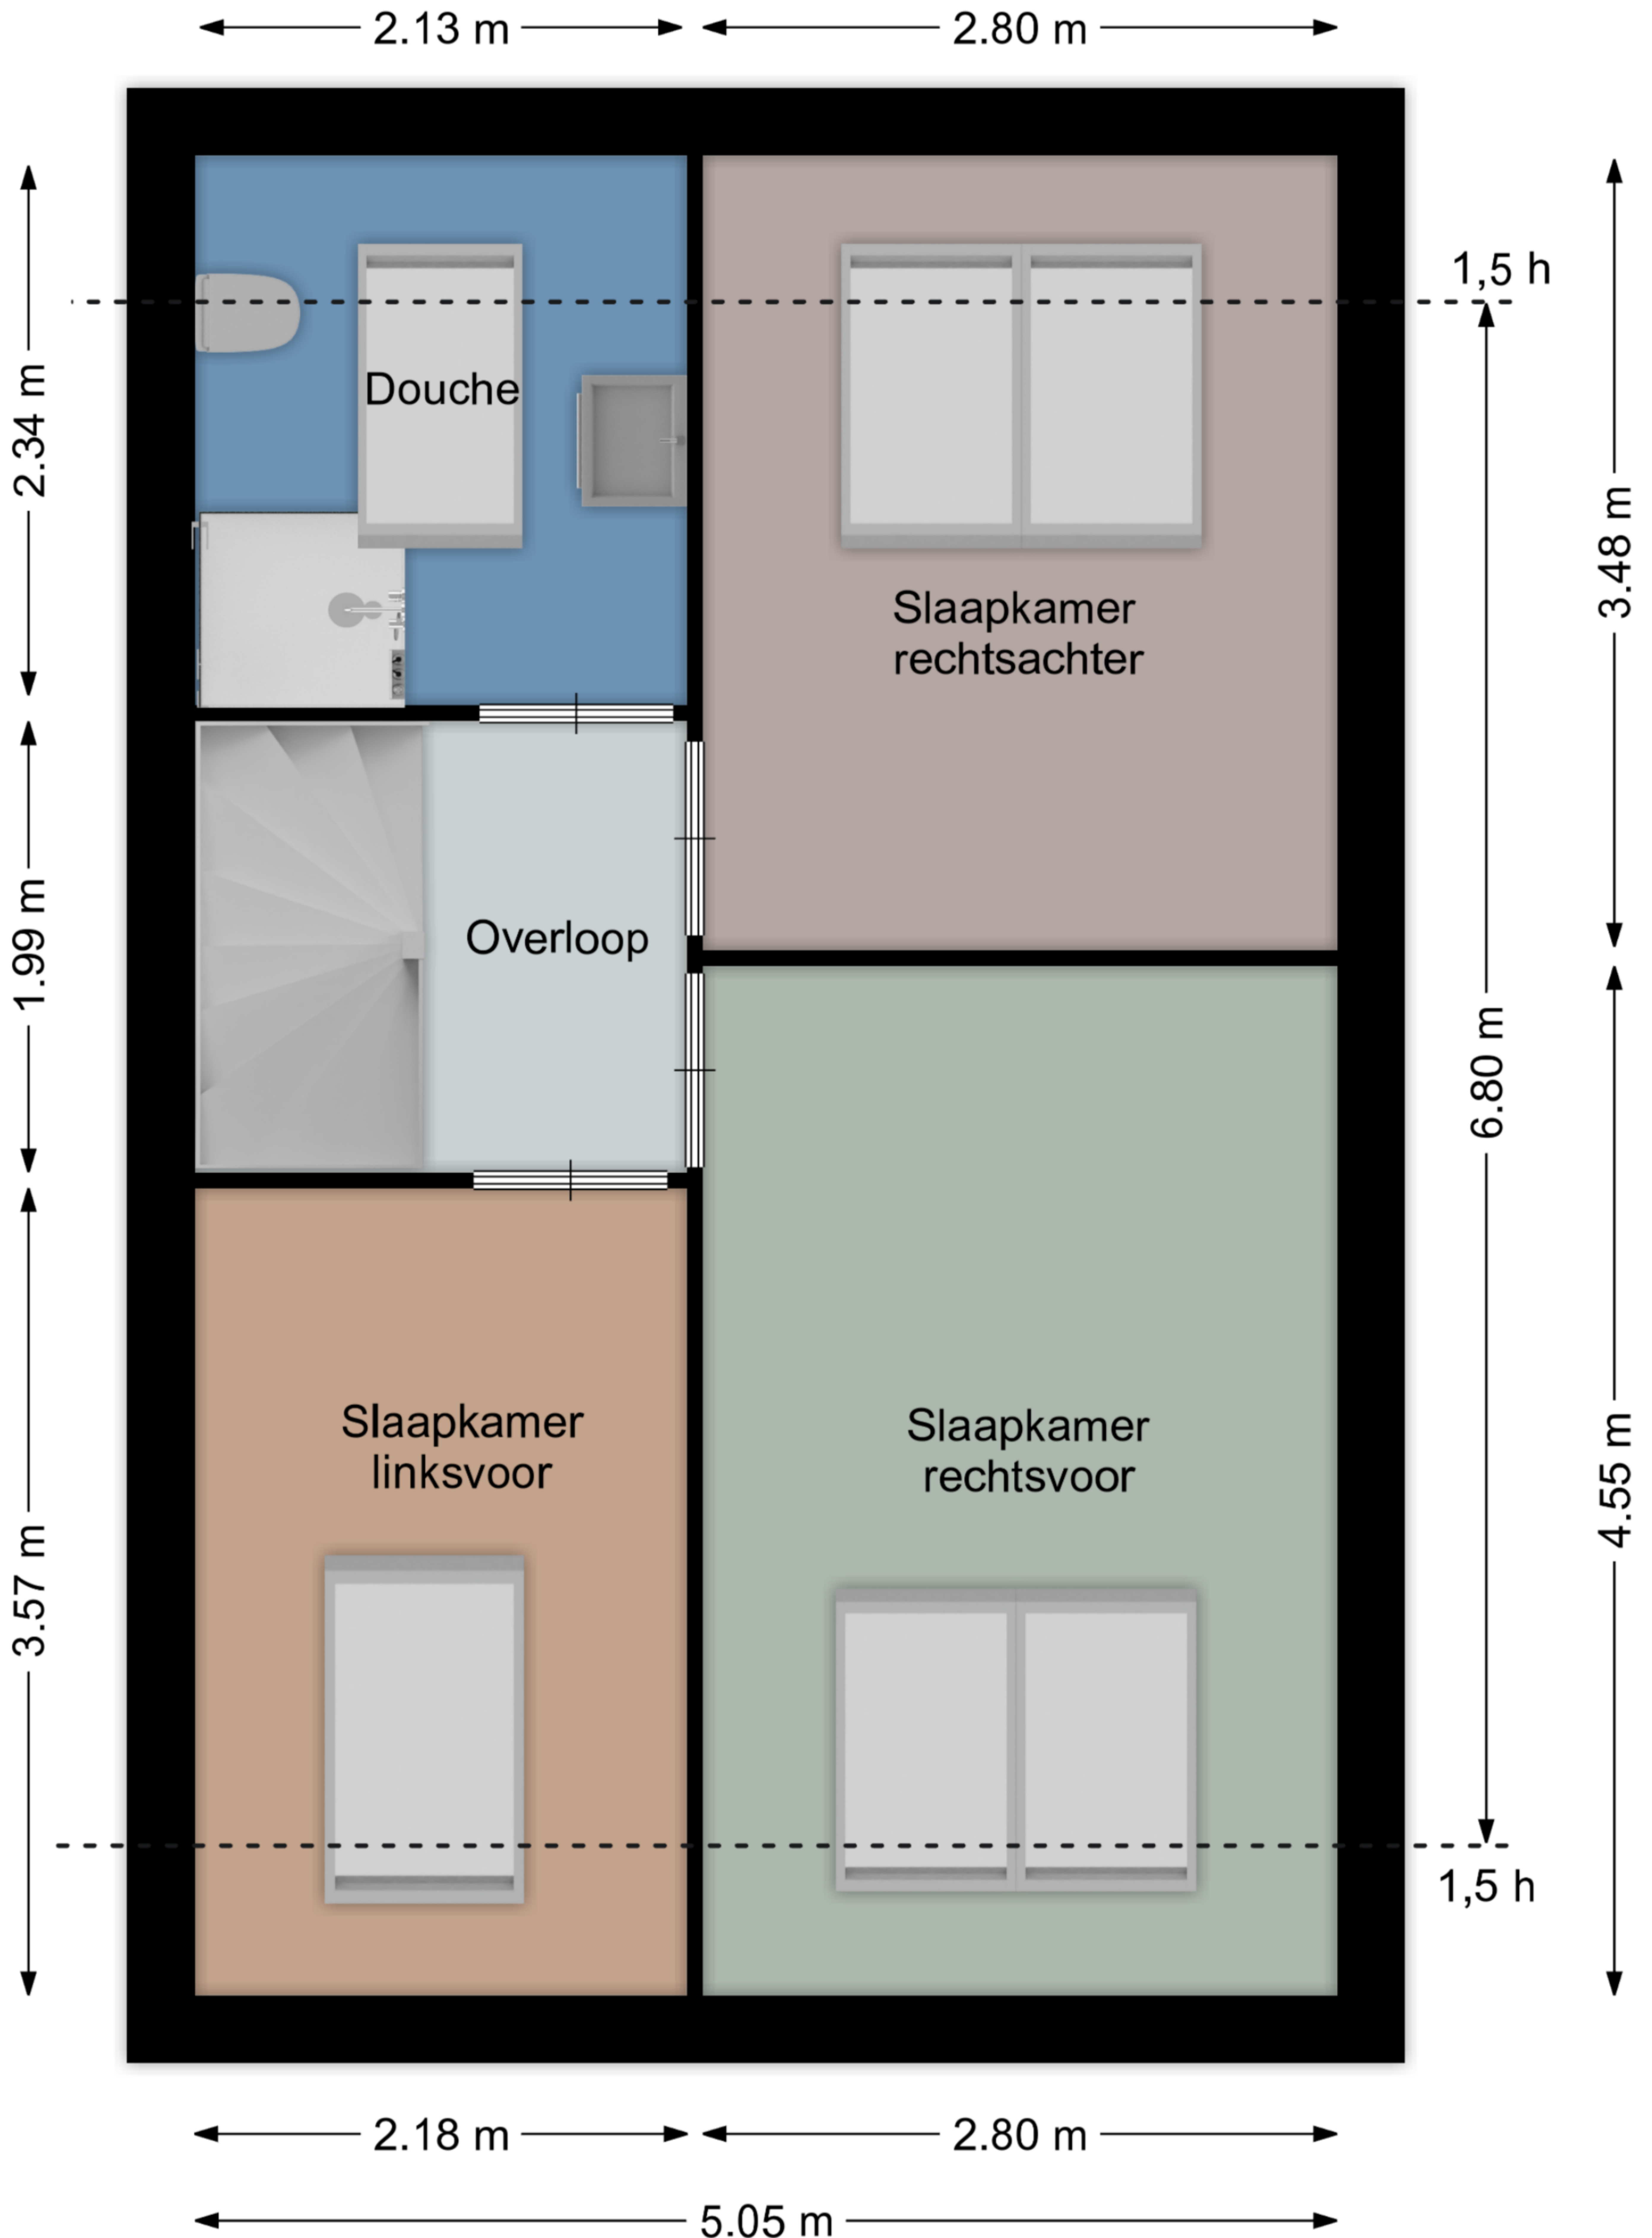 2.13 m
2.80 m
1,5 h
2.34 m
Douche
3.48 m
Slaapkamer
rechtsachter
1.99 m
Overloop
6.80 m
Slaapkamer
linksvoor
Slaapkamer
rechtsvoor
4.55 m
3.57 m
1,5 h
2.18 m
2.80 m
5.05 m